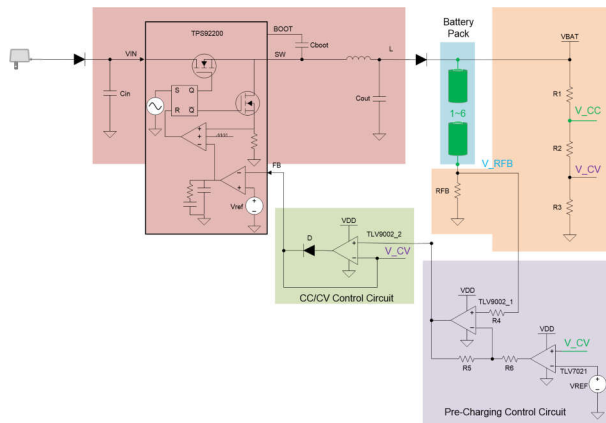 TPS92200
BOOT
Cboot
VIN
SW
L
Battery
Pack
VBAT
Cin
S
Q
R
Q
Cout
R1
V_CC
1~6
R2
V_RFB
V_CV
FB
RFB
R3
Vref
VDD
TLV9002_2
D
V_CV
CC/CV Control Circuit
VDD
TLV9002_1
R4
VDD
V_CV
R5
R6
TLV7021
VREF
Pre-Charging Control Circuit